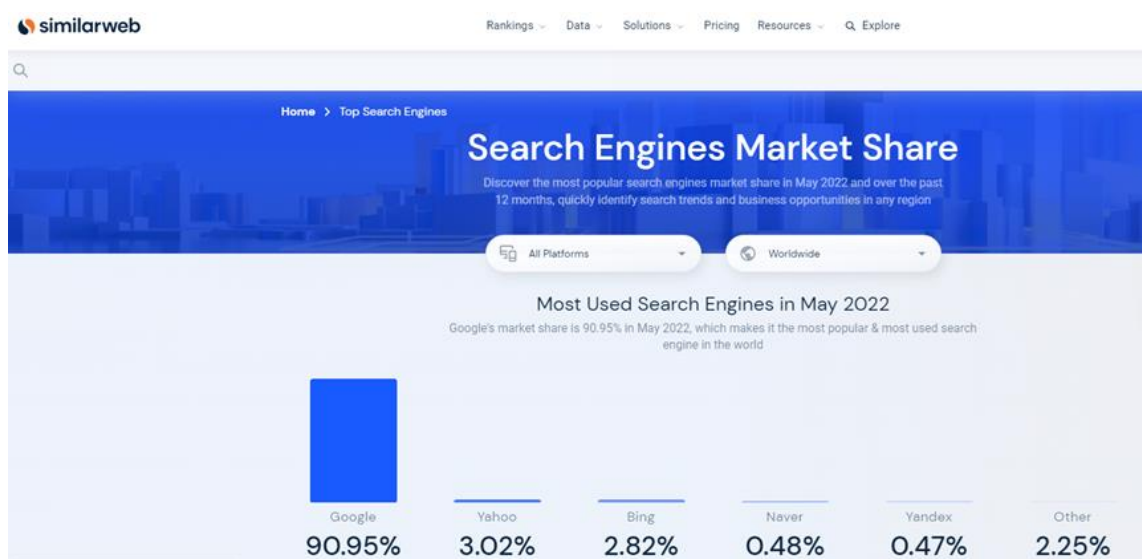 similarweb
Rankings Data Solutions Pricing Resources Explore
Home > Top Search Engines
Search Engines Market Share
Discover the most popular search engines market share in May 2022 and over the past
12 months, quickly identify search trends and business opportunities in any region
All Platforms Worldwide
Most Used Search Engines in May 2022
Google's market share is 90.95% in May 2022, which makes it the most popular & most used search
engine in the world
Google Yahoo Bing Naver Yandex Other
90.95% 3.02% 2.82% 0.48% 0.47% 2.25%